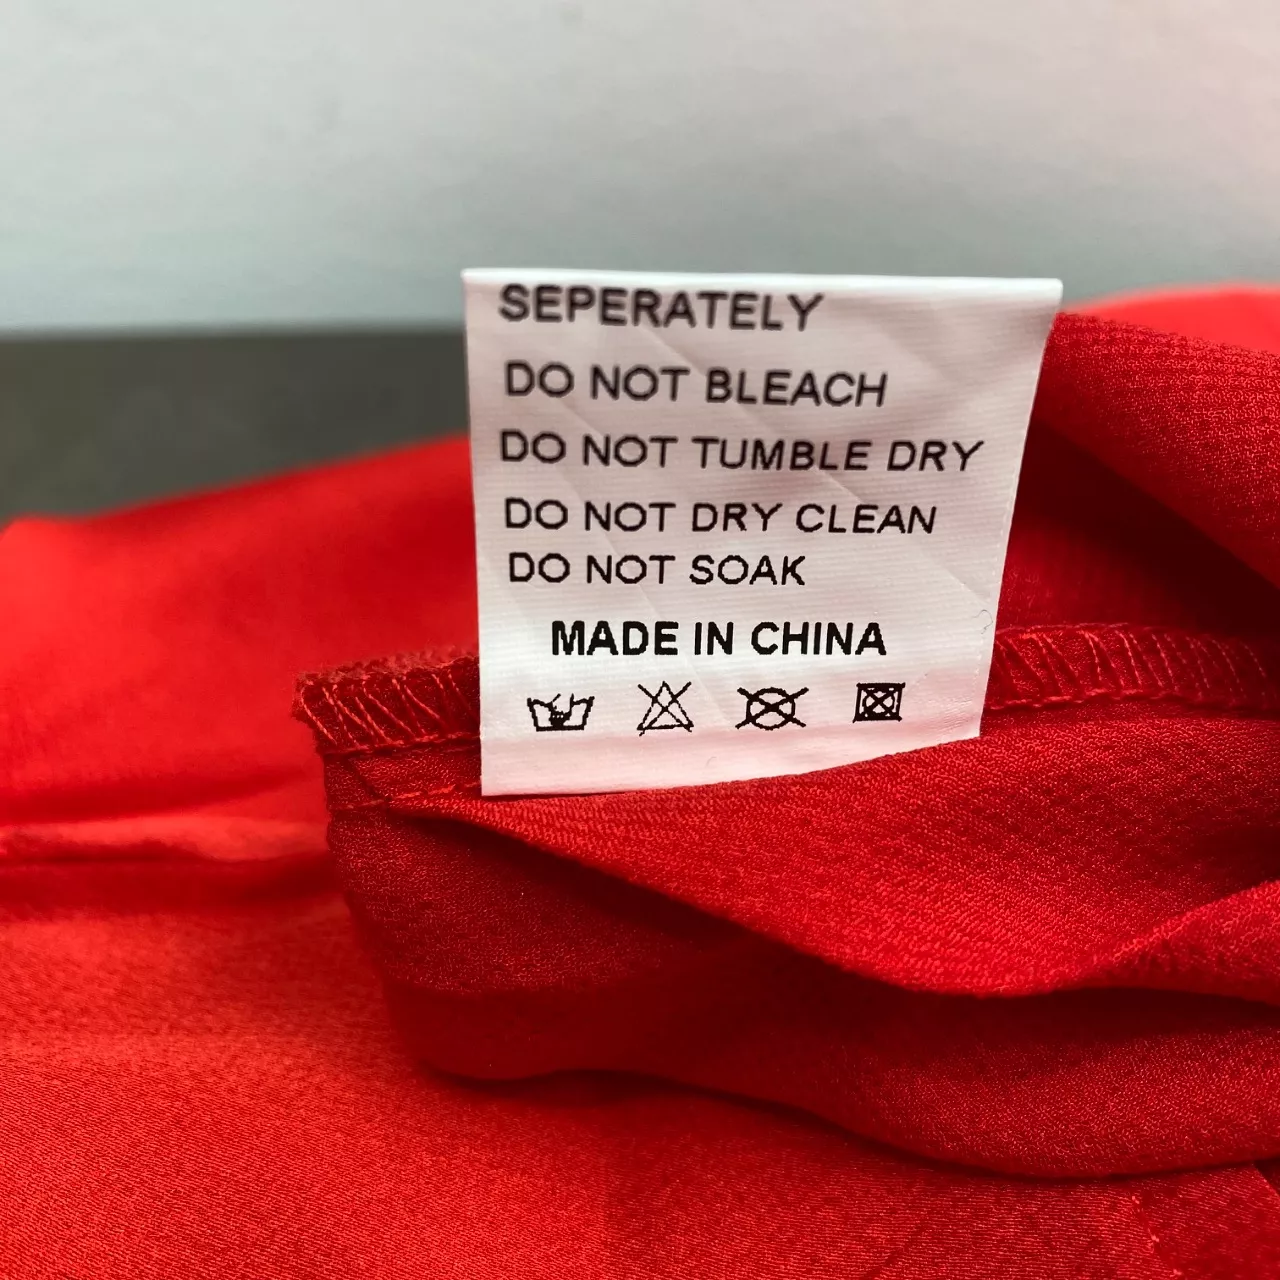 SEPERATELY
DO NOT BLEACH
DO NOT TUMBLE DRY
DO NOT DRY CLEAN
DO NOT SOAK
MADE IN CHINA